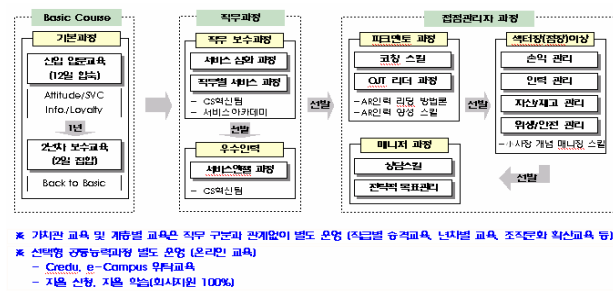 Basic Course
기본과정
신입 입문교육
(12일 합숙)
Attitude/SVC
Info./Loyalty
1년
2년차 보수교육
(2일 집합)
Back to Basic
직무과정
직무 보수과정
서비스 심화 과정
직무별 서비스 과정
- CS혁신팀
- 서비스아카데미
선발
우수인력
서비스맨쉽 과정
- CS혁신팀
선발
접점관리자 과정
파크멘토 과정
코칭 스킬
OJT 리더 과정
- AR인력 리딩 방법론
- AR인력 양성 스킬
선발
매니저 과정
상담스킬
전략적 목표관리
섹터장(점장)이상
손익 관리
인력 관리
자산/재고 관리
위생/안전 관리
- 小사장 개념 매니징 스킬
선발
※ 가치관 교육 및 계층별 교육은 직무 구분과 관계없이 별도 운영 (직급별 승격교육, 년차별 교육, 조직문화 확산교육 등)
※ 선택형 공통능력과정 별도 운영 (온라인 교육)
- Credu, e-Campus 위탁교육
- 자율 신청, 자율 학습(회사지원 100%)